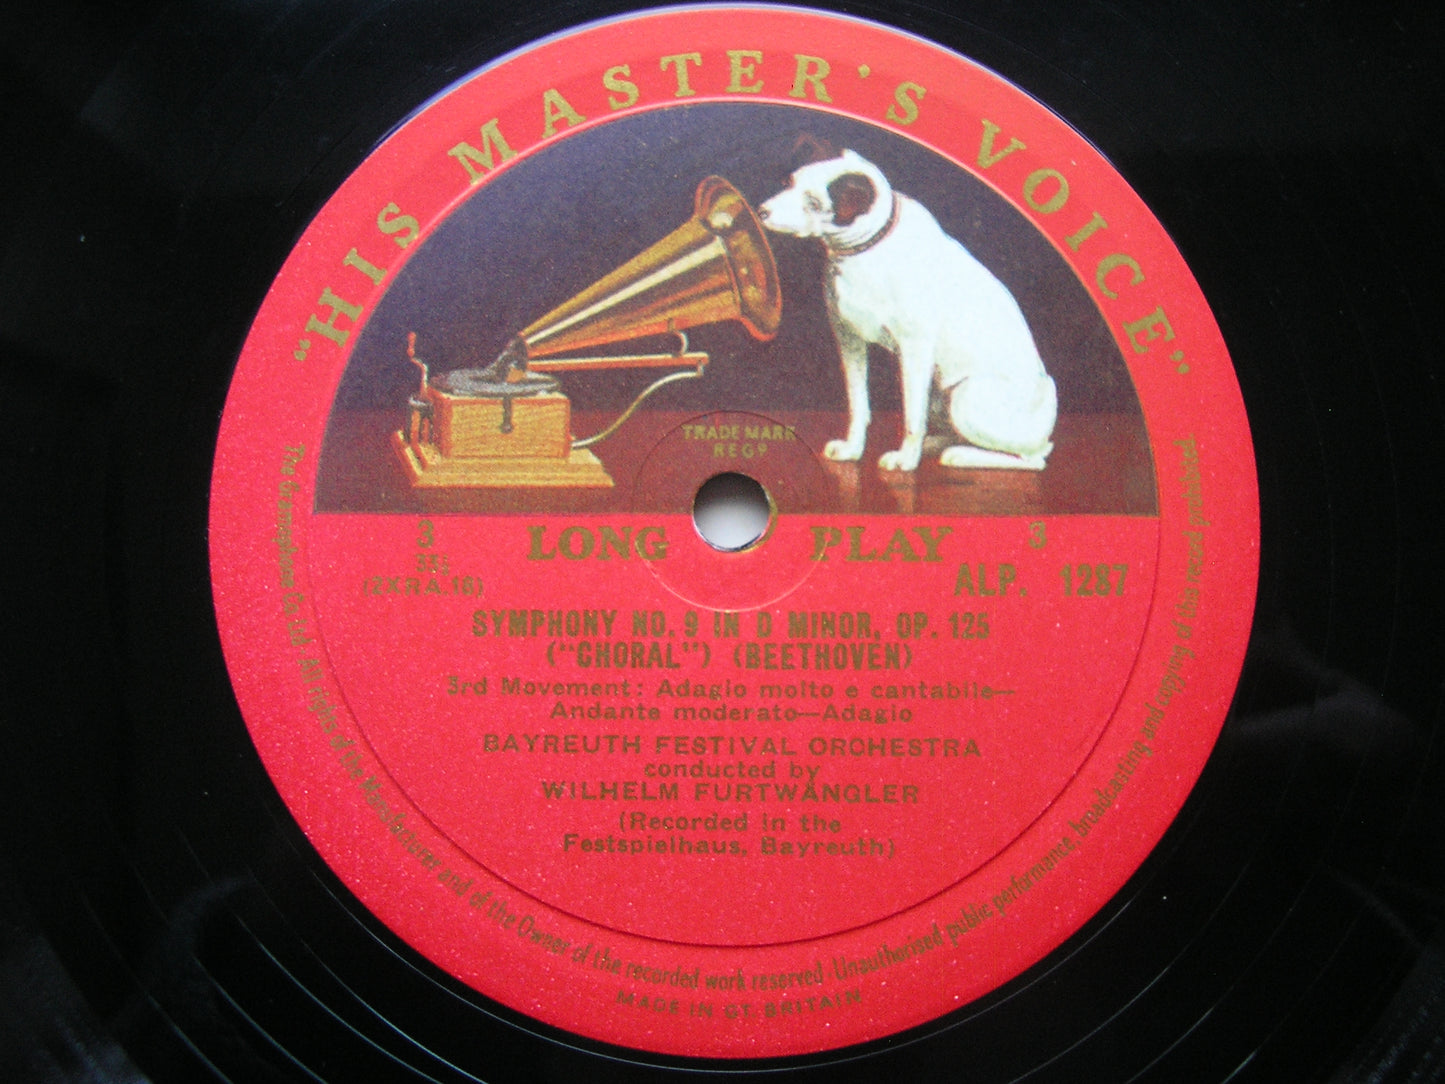 "HIS MASTER'S VOICE"
TRADE MARK
REGD
3 LONG PLAY 3
33⅓
(2XRA.16) ALP. 1287
SYMPHONY NO. 9 IN D MINOR, OP. 125
("CHORAL") (BEETHOVEN)
3rd Movement: Adagio molto e cantabile—
Andante moderato—Adagio
BAYREUTH FESTIVAL ORCHESTRA
conducted by
WILHELM FURTWÄNGLER
(Recorded in the
Festspielhaus, Bayreuth)
The Gramophone Co. Ltd. All rights of the Manufacturer and of the Owner of the recorded work reserved. Unauthorised public performance, broadcasting and copying of this record prohibited.
MADE IN GT. BRITAIN